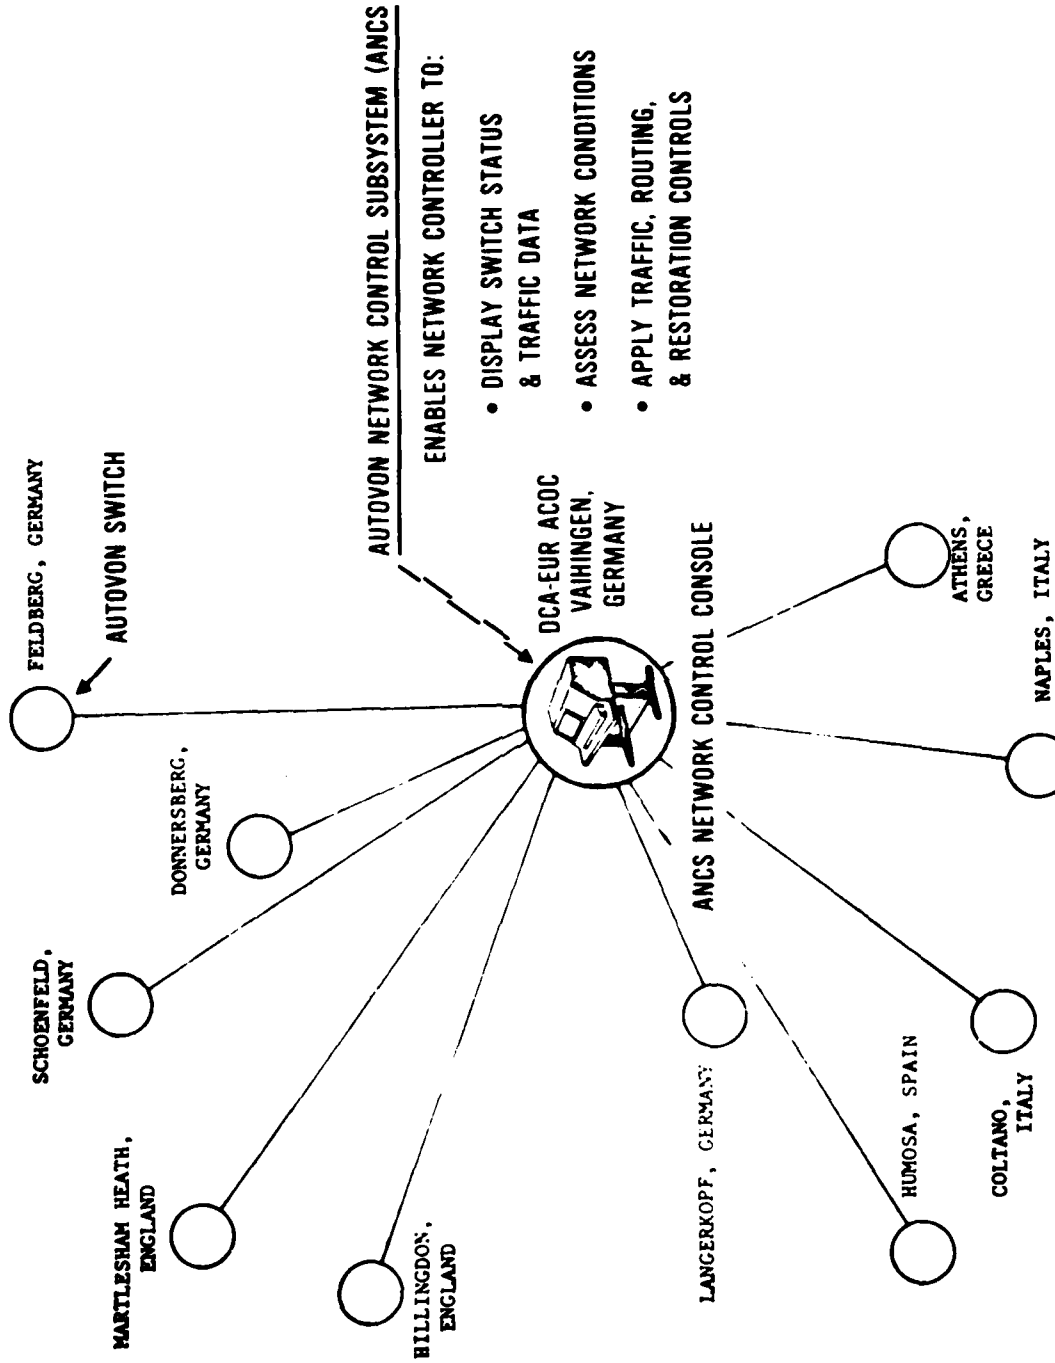 FELDBERG, GERMANY
AUTOVON SWITCH
SCHOENFELD,
GERMANY
MARTLESHAM HEATH,
ENGLAND
DONNERSBERG,
GERMANY
HILLINGDON,
ENGLAND
AUTOVON NETWORK CONTROL SUBSYSTEM (ANCS
ENABLES NETWORK CONTROLLER TO:
• DISPLAY SWITCH STATUS
& TRAFFIC DATA
• ASSESS NETWORK CONDITIONS
• APPLY TRAFFIC, ROUTING,
& RESTORATION CONTROLS
DCA-EUR ACOC
VAIHINGEN,
GERMANY
ANCS NETWORK CONTROL CONSOLE
LANGERKOPF, GERMANY
HUMOSA, SPAIN
COLTANO,
ITALY
ATHENS,
GREECE
NAPLES, ITALY